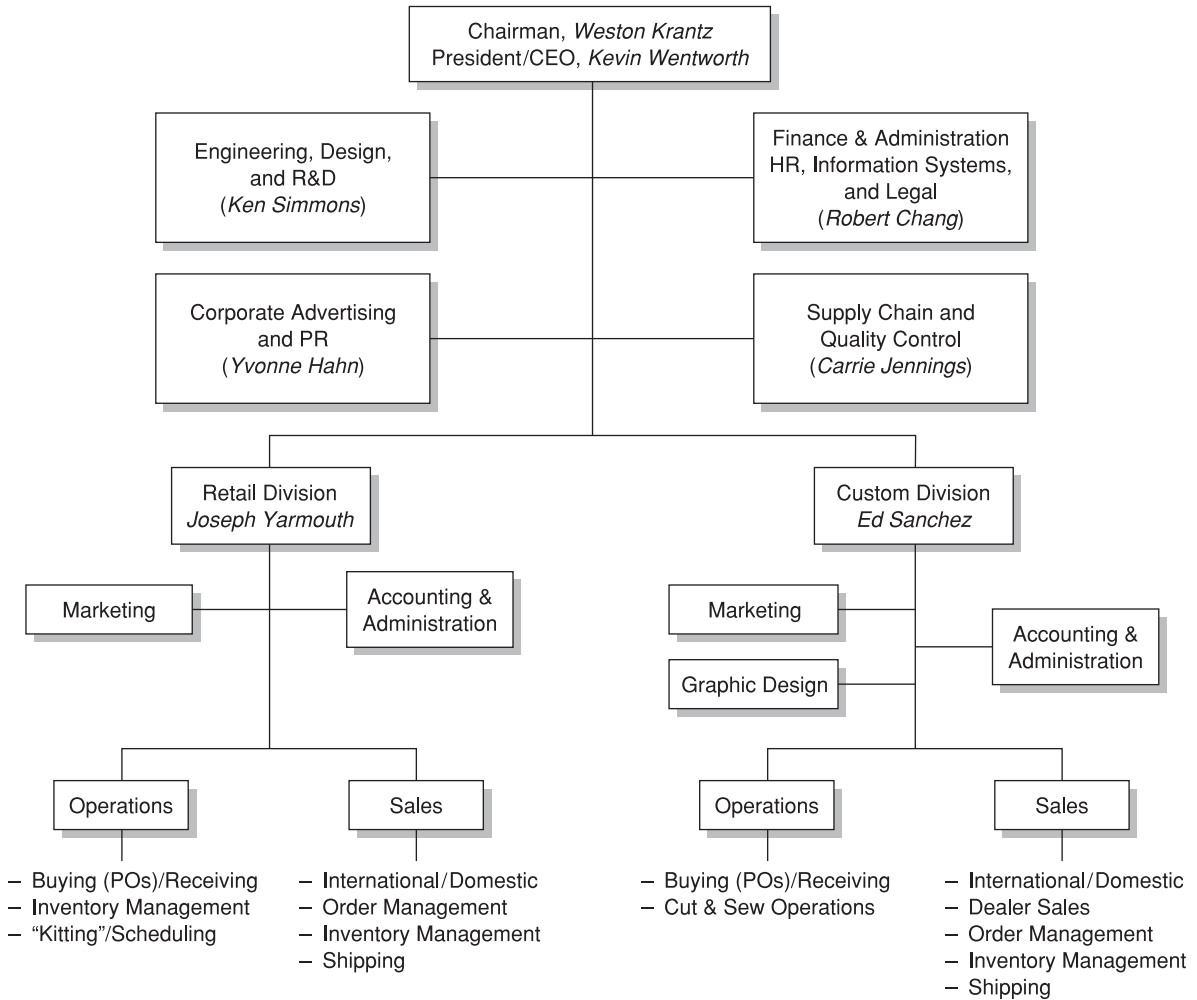 Chairman, Weston Krantz
President/CEO, Kevin Wentworth
Engineering, Design,
and R&D
(Ken Simmons)
Finance & Administration
HR, Information Systems,
and Legal
(Robert Chang)
Corporate Advertising
and PR
(Yvonne Hahn)
Supply Chain and
Quality Control
(Carrie Jennings)
Retail Division
Joseph Yarmouth
Custom Division
Ed Sanchez
Marketing
Accounting &
Administration
Marketing
Graphic Design
Accounting &
Administration
Operations
– Buying (POs)/Receiving
– Inventory Management
– “Kitting”/Scheduling
Sales
– International/Domestic
– Order Management
– Inventory Management
– Shipping
Operations
– Buying (POs)/Receiving
– Cut & Sew Operations
Sales
– International/Domestic
– Dealer Sales
– Order Management
– Inventory Management
– Shipping